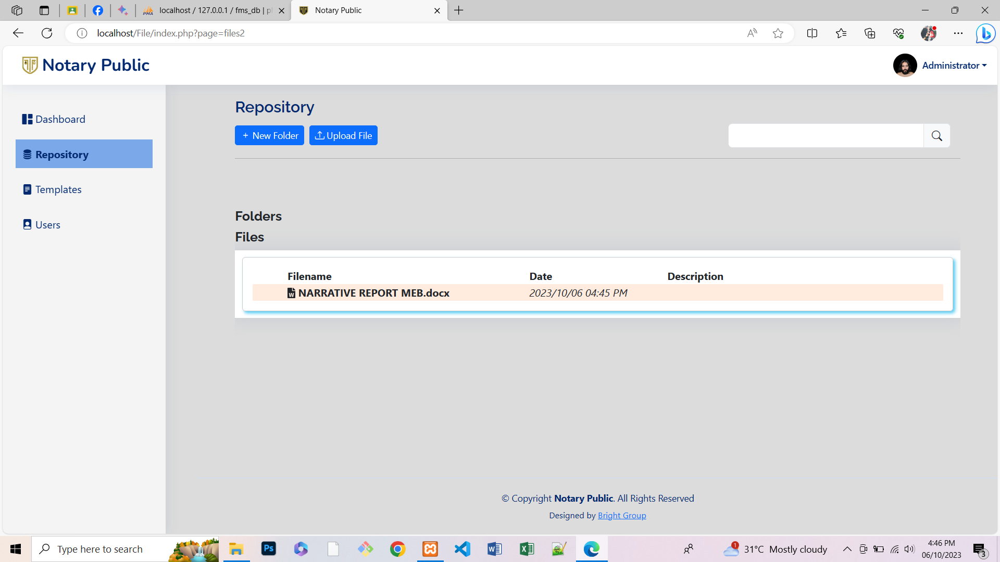 localhost / 127.0.0.1 / fms_db | p
Notary Public
localhost/File/index.php?page=files2
Notary Public
Administrator
Dashboard
Repository
Templates
Users
Repository
+ New Folder
Upload File
Folders
Files
Filename Date Description
NARRATIVE REPORT MEB.docx 2023/10/06 04:45 PM
© Copyright Notary Public. All Rights Reserved
Designed by Bright Group
Type here to search
Ps
1
31°C Mostly cloudy
4:46 PM
06/10/2023
3